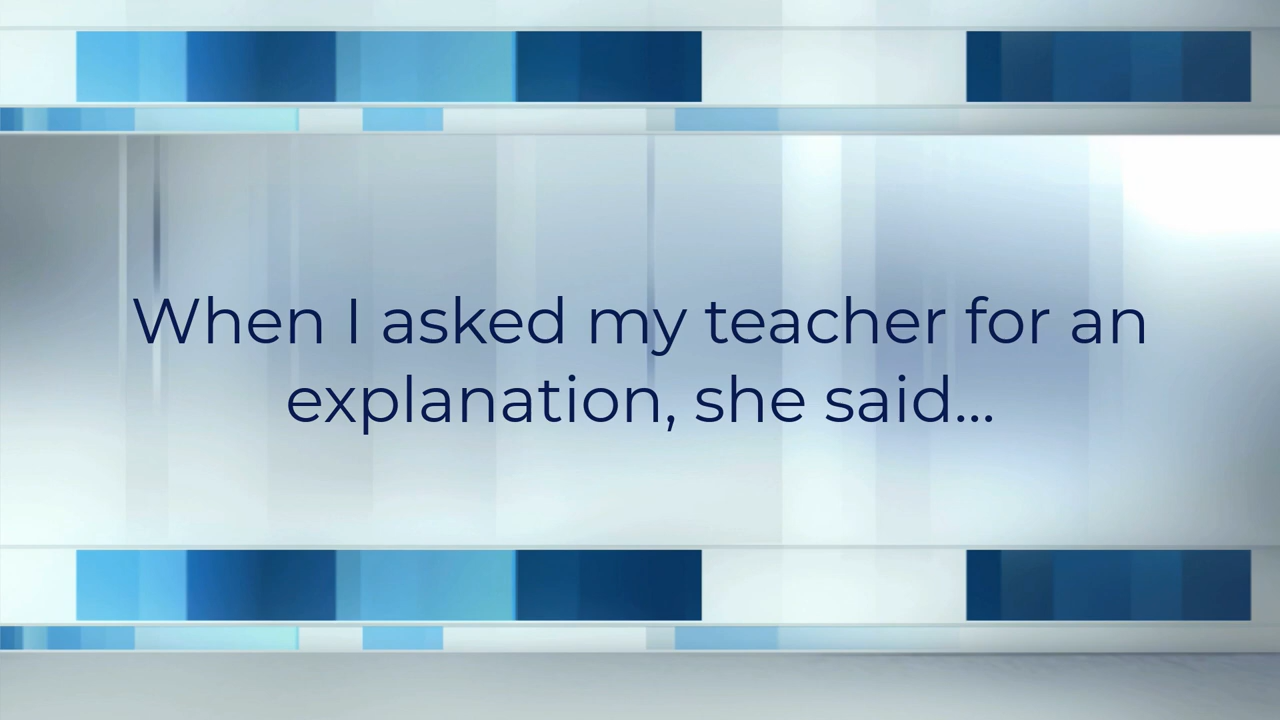 When I asked my teacher for an
explanation, she said...